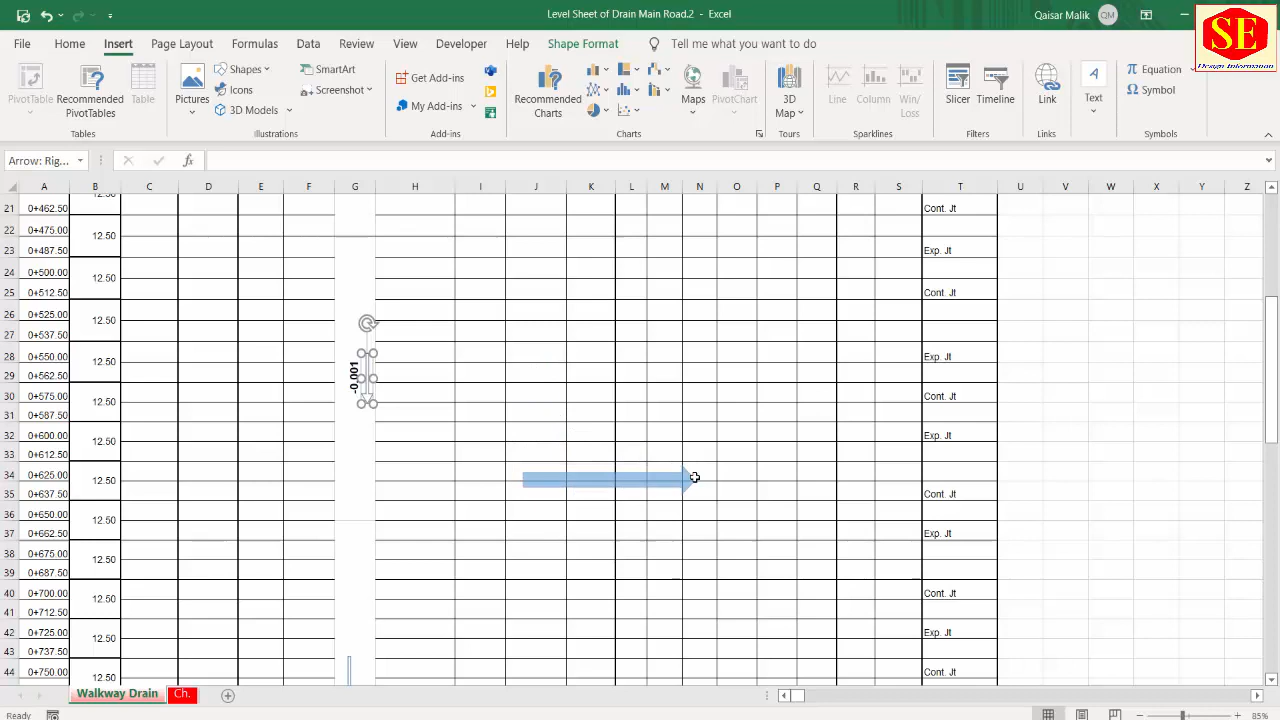 Level Sheet of Drain Main Road.2 - Excel
Qaisar Malik QM
SE
Design Information
File Home Insert Page Layout Formulas Data Review View Developer Help Shape Format Tell me what you want to do
PivotTable
Recommended PivotTables
Table
Tables
Pictures
Shapes
Icons
3D Models
SmartArt
Screenshot
Illustrations
Get Add-ins
My Add-ins
Add-ins
Recommended Charts
Maps
PivotChart
Charts
3D Map
Tours
Line
Column
Win/ Loss
Sparklines
Slicer
Timeline
Filters
Link
Links
Text
Equation
Symbol
Symbols
Arrow: Rig...
fx
A B C D E F G H I J K L M N O P Q R S T U V W X Y Z
12.50
21 0+462.50 Cont. Jt
22 0+475.00
12.50
23 0+487.50 Exp. Jt
24 0+500.00
12.50
25 0+512.50 Cont. Jt
26 0+525.00
12.50
27 0+537.50
28 0+550.00 Exp. Jt
12.50
29 0+562.50
-0.001
30 0+575.00 Cont. Jt
12.50
31 0+587.50
32 0+600.00 Exp. Jt
12.50
33 0+612.50
34 0+625.00
12.50
35 0+637.50 Cont. Jt
36 0+650.00
12.50
37 0+662.50 Exp. Jt
38 0+675.00
12.50
39 0+687.50
40 0+700.00 Cont. Jt
12.50
41 0+712.50
42 0+725.00 Exp. Jt
12.50
43 0+737.50
44 0+750.00 Cont. Jt
12.50
Walkway Drain Ch.
Ready
85%